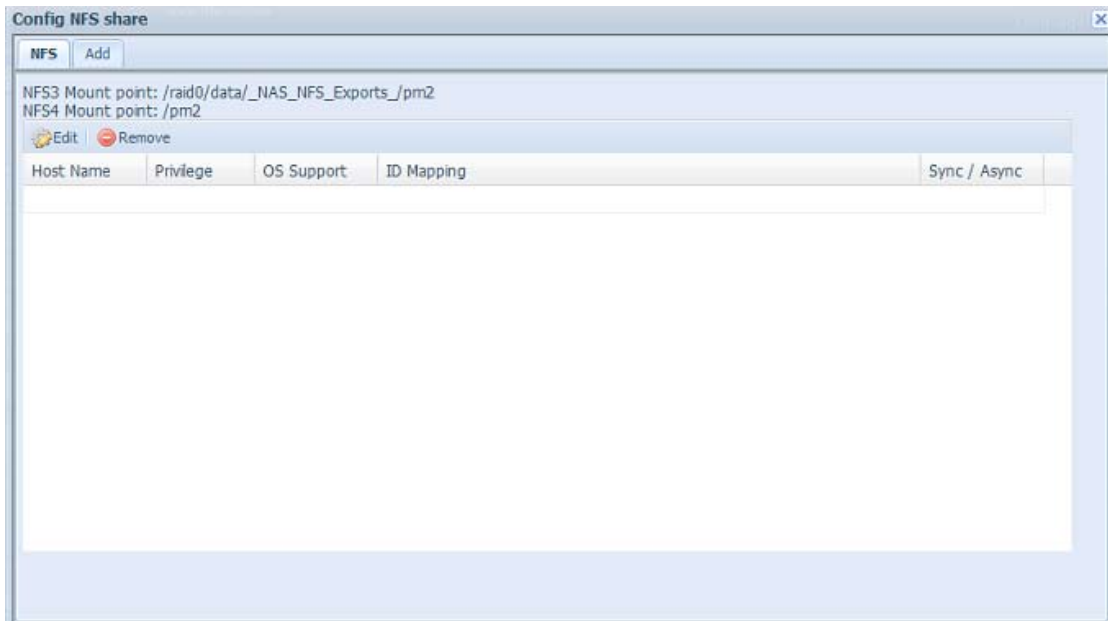 Config NFS share
NFS Add
NFS3 Mount point: /raid0/data/_NAS_NFS_Exports_/pm2
NFS4 Mount point: /pm2
Edit Remove
Host Name Privilege OS Support ID Mapping Sync / Async